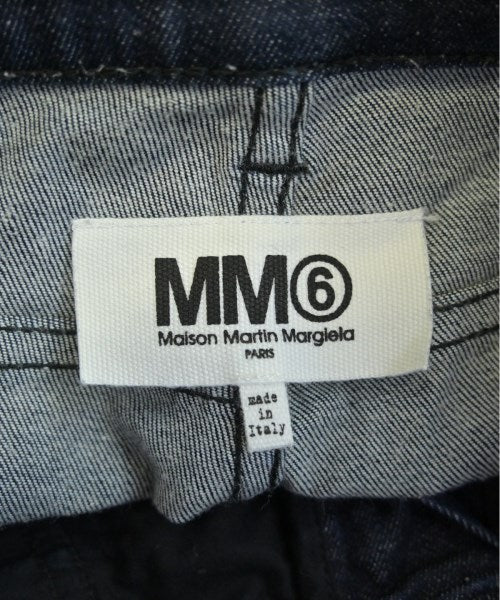 MM⑥
Maison Martin Margiela
PARIS
made
in
Italy